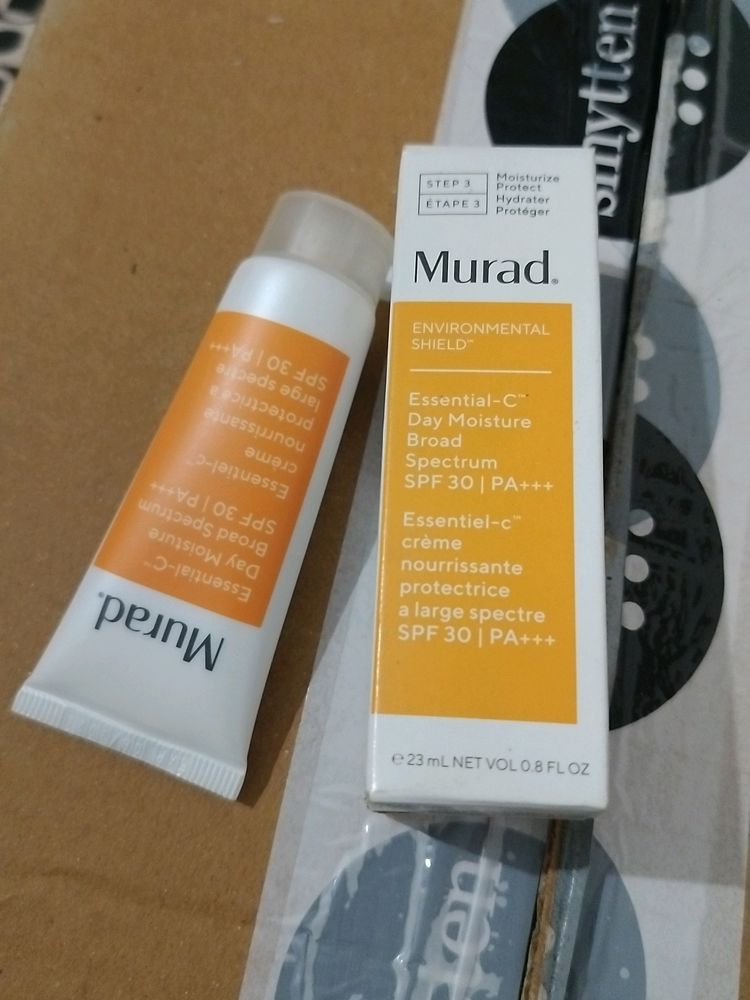 smytten
STEP 3
ÉTAPE 3
Moisturize
Protect
Hydrater
Protéger
Murad.
ENVIRONMENTAL
SHIELD™
Essential-C™
Day Moisture
Broad
Spectrum
SPF 30 | PA+++
Essentiel-c™
crème
nourrissante
protectrice
a large spectre
SPF 30 | PA+++
℮ 23 mL NET VOL 0.8 FL OZ
Murad.
Essential-C™
Day Moisture
Broad Spectrum
SPF 30 | PA+++
Essentiel-c™
crème
nourrissante
protectrice a
large spectre
SPF 30 | PA+++